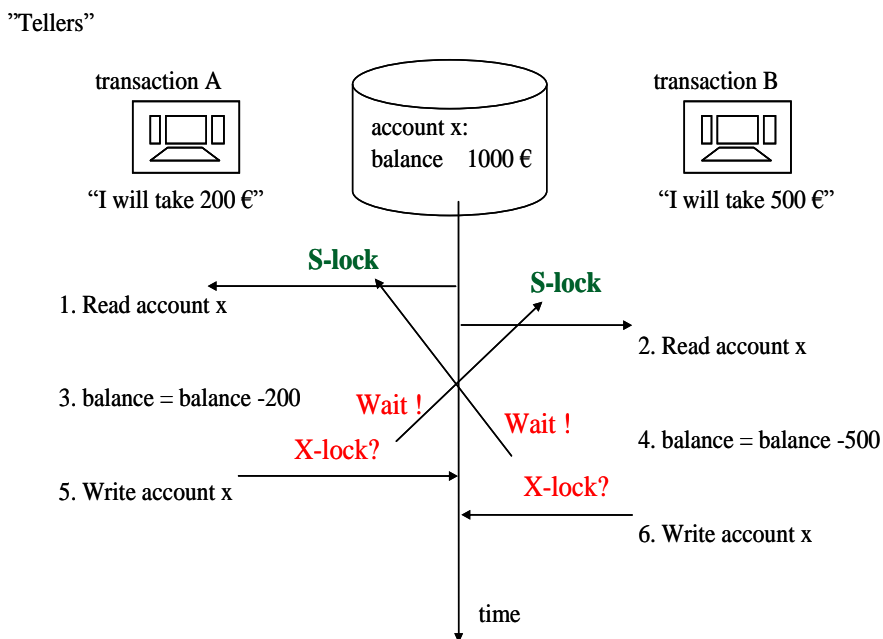 ”Tellers”
transaction A
transaction B
account x:
balance 1000 €
“I will take 200 €”
“I will take 500 €”
S-lock
S-lock
1. Read account x
2. Read account x
3. balance = balance -200
Wait !
Wait !
4. balance = balance -500
X-lock?
X-lock?
5. Write account x
6. Write account x
time